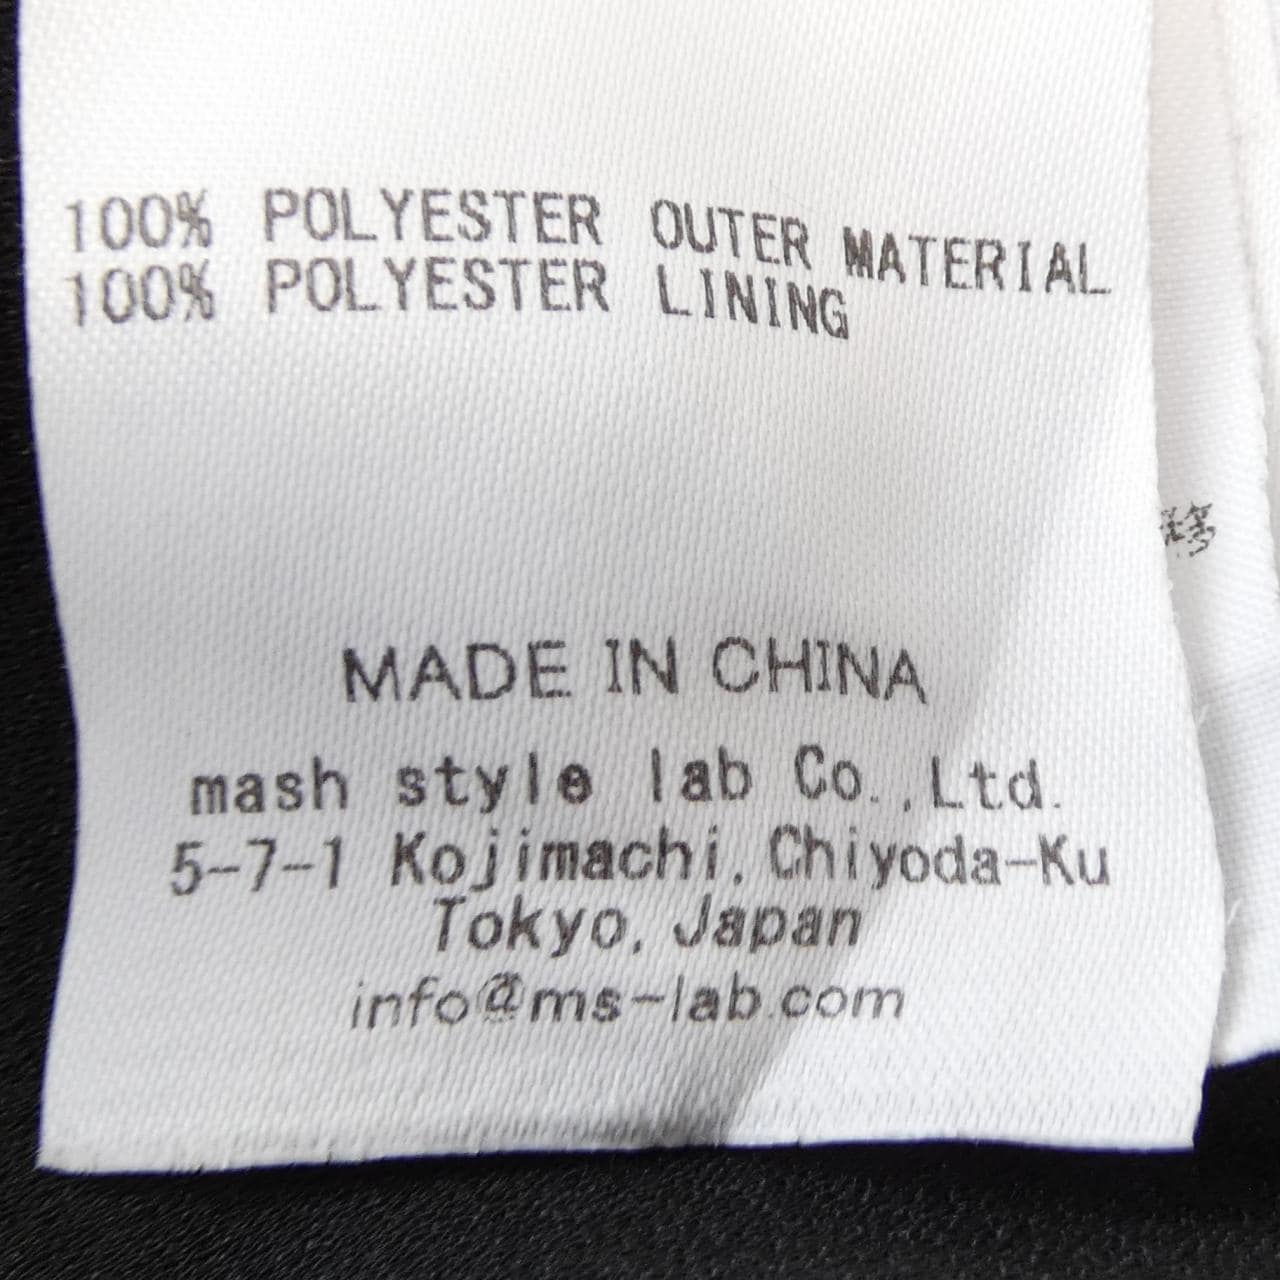 100% POLYESTER OUTER MATERIAL
100% POLYESTER LINING
MADE IN CHINA
mash style lab Co.,Ltd.
5-7-1 Kojimachi, Chiyoda-Ku
Tokyo, Japan
info@ms-lab.com